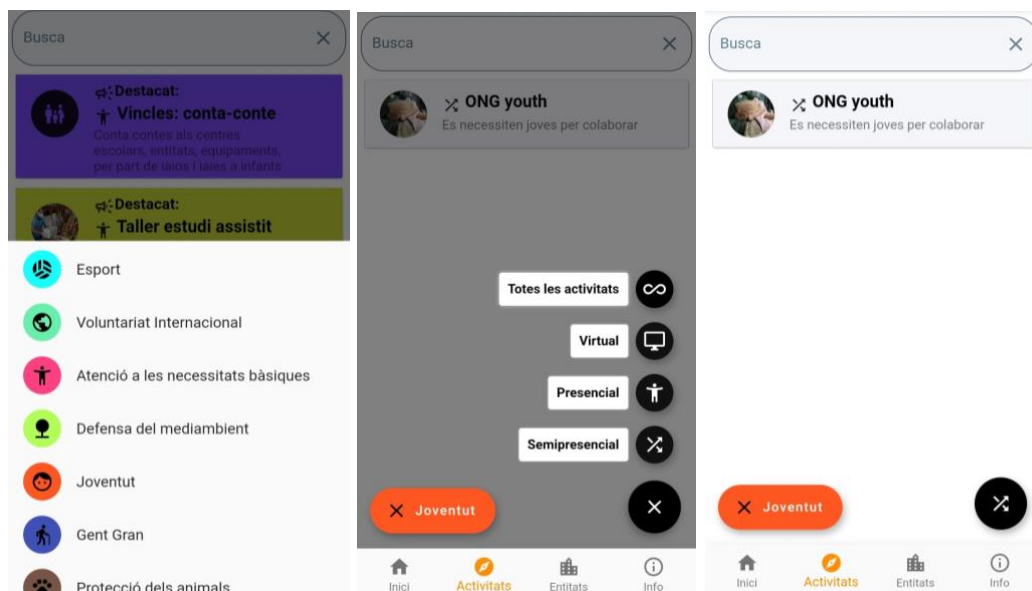 Busca
Destacat:
Vincles: conta-conte
Conta contes als centres
escolars, entitats, equipaments,
per part de iaios i iaies a infants
Destacat:
Taller estudi assistit
Esport
Voluntariat Internacional
Atenció a les necessitats bàsiques
Defensa del mediambient
Joventut
Gent Gran
Protecció dels animals
Busca
ONG youth
Es necessiten joves per colaborar
Totes les activitats
Virtual
Presencial
Semipresencial
Joventut
Inici Activitats Entitats Info
Busca
ONG youth
Es necessiten joves per colaborar
Joventut
Inici Activitats Entitats Info